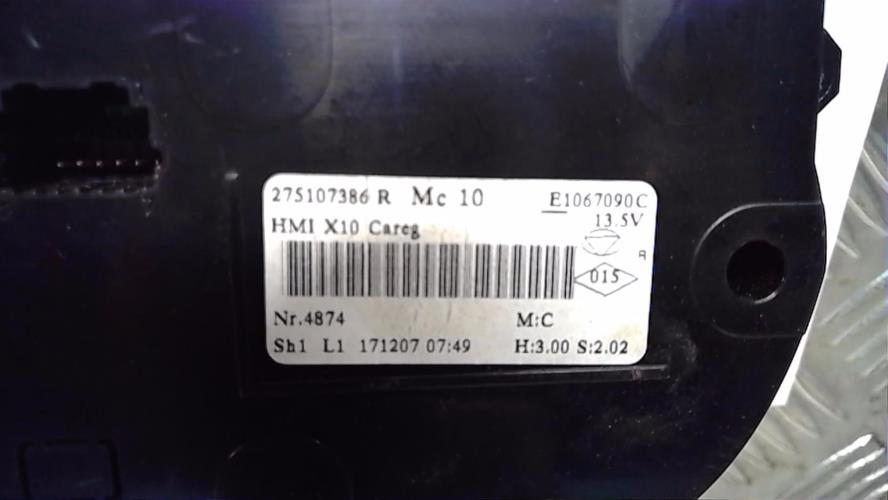 275107386 R Mc 10 E1067090C
13.5V
HMI X10 Careg
R
015
Nr.4874 M:C
Sh1 L1 171207 07:49 H:3.00 S:2.02